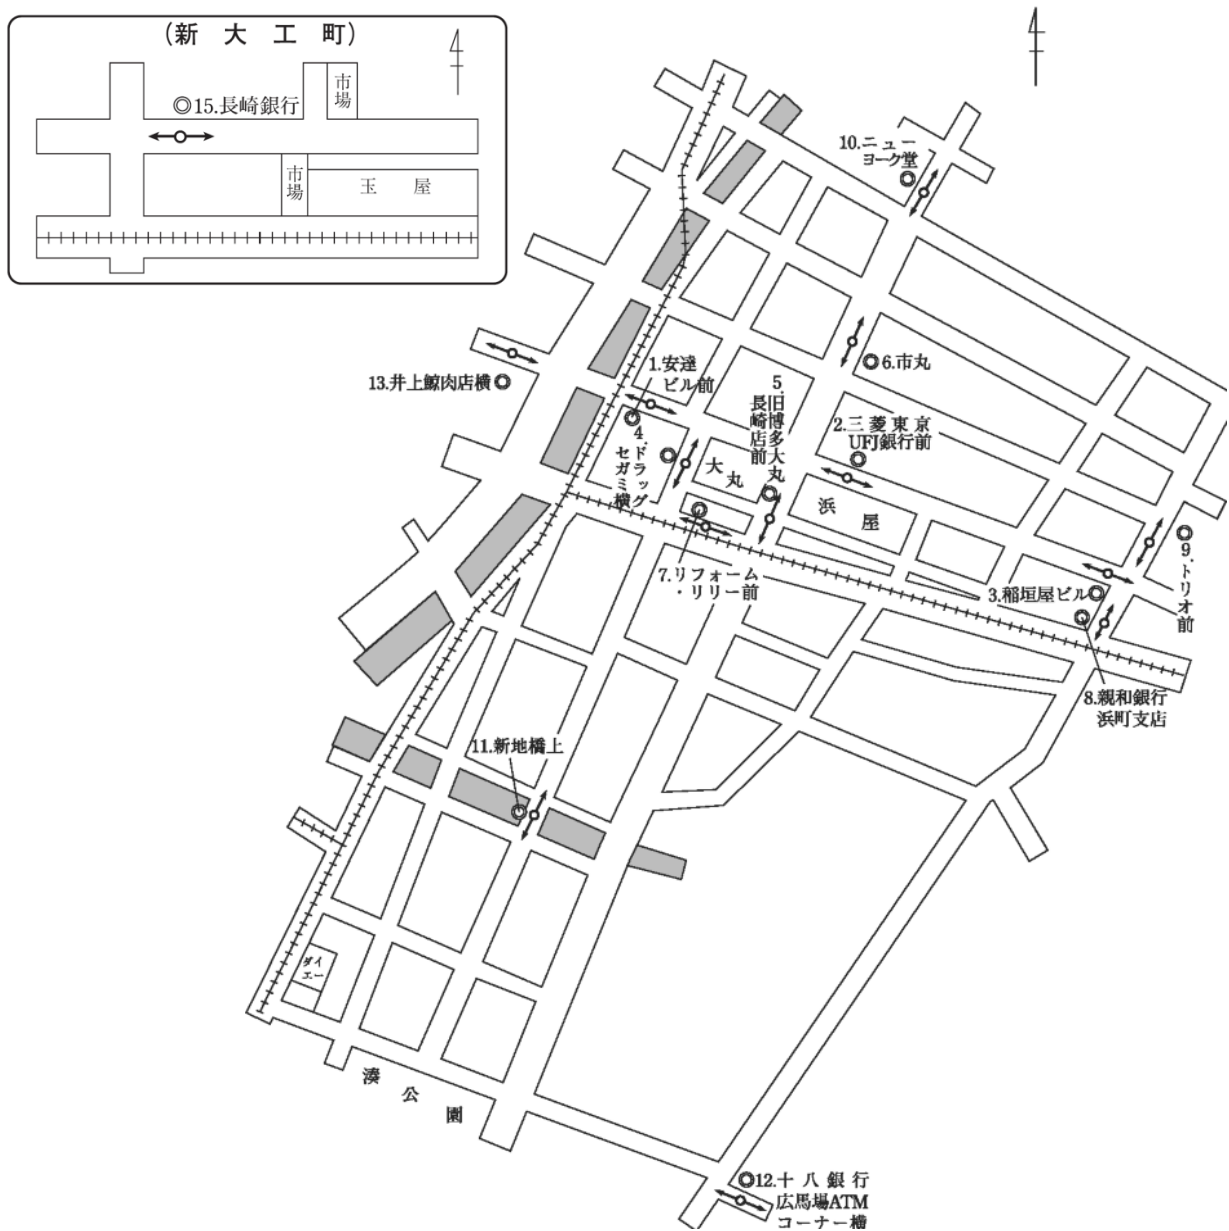 (新大工町)
市場
◎15.長崎銀行
市場
玉屋
10.ニュー
ヨーク堂
1.安達
ビル前
6.市丸
13.井上鯨肉店横
5.旧博多大丸
長崎店前
2.三菱東京
UFJ銀行前
4.ドラッグ
セガミ横
大丸
浜屋
9.トリオ前
7.リフォーム
・リリー前
3.稲垣屋ビル
8.親和銀行
浜町支店
11.新地橋上
ダイ
エー
湊公園
12.十八銀行
広馬場ATM
コーナー横